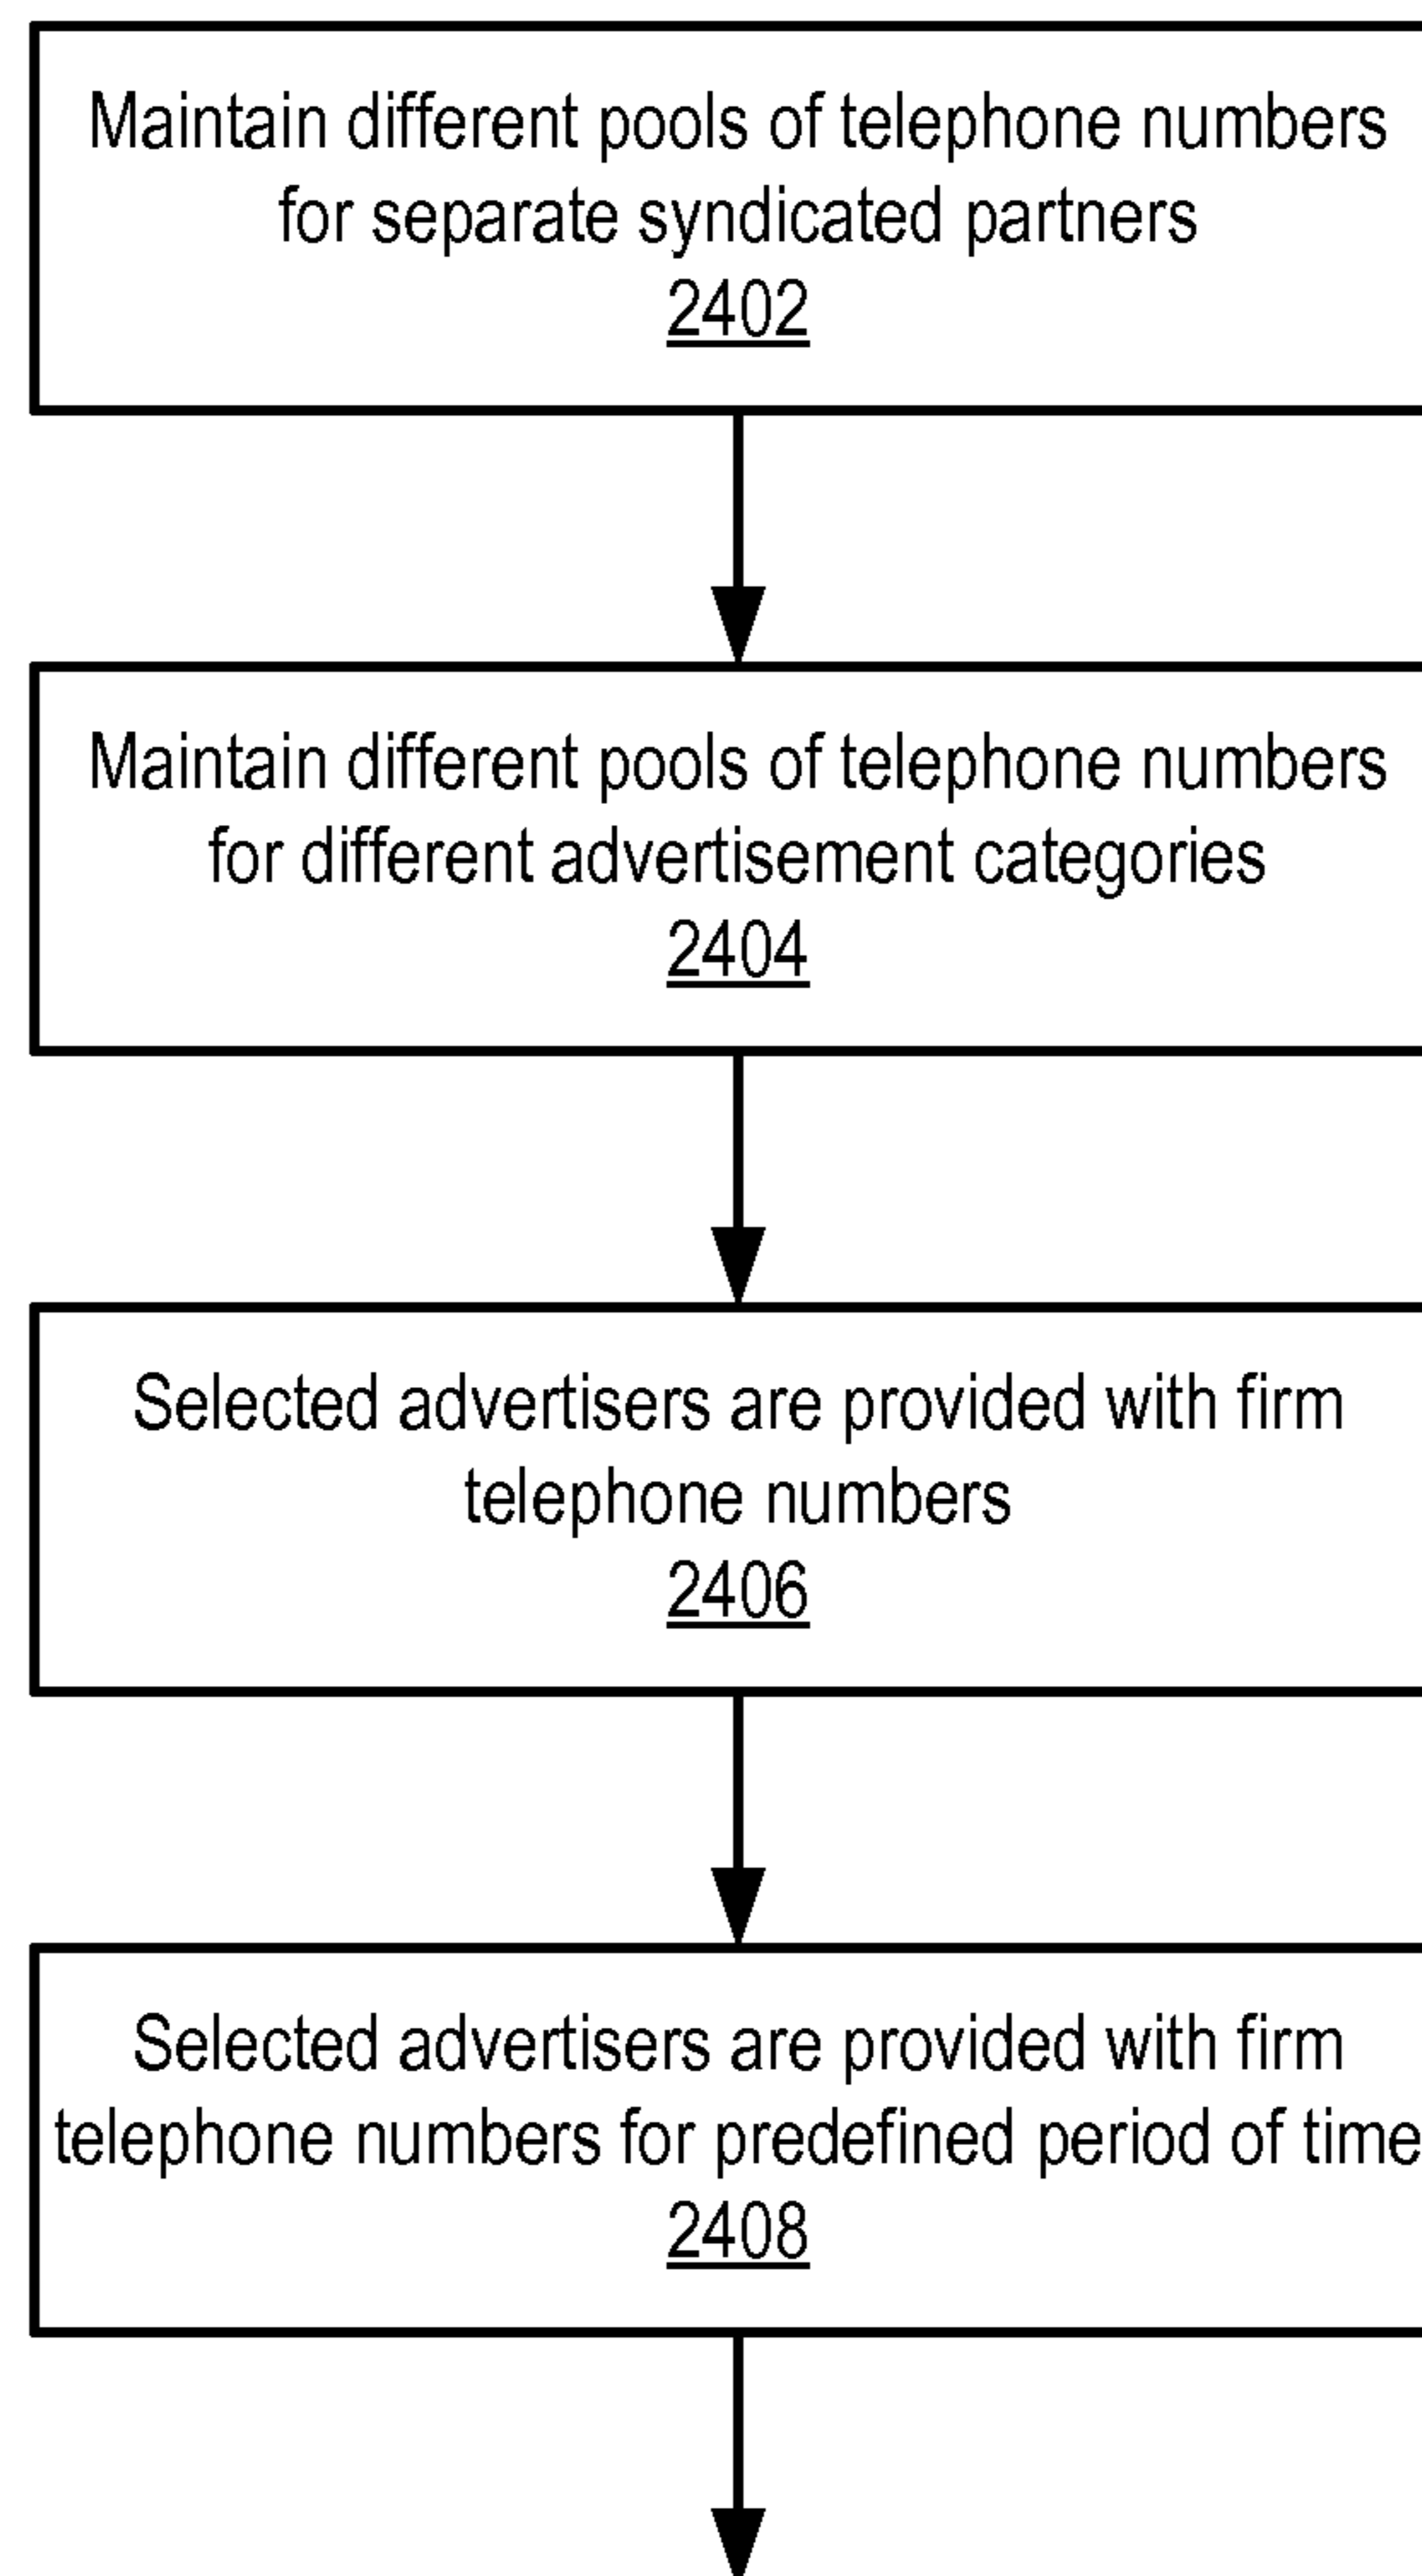 Maintain different pools of telephone numbers
for separate syndicated partners
2402
Maintain different pools of telephone numbers
for different advertisement categories
2404
Selected advertisers are provided with firm
telephone numbers
2406
Selected advertisers are provided with firm
telephone numbers for predefined period of time
2408